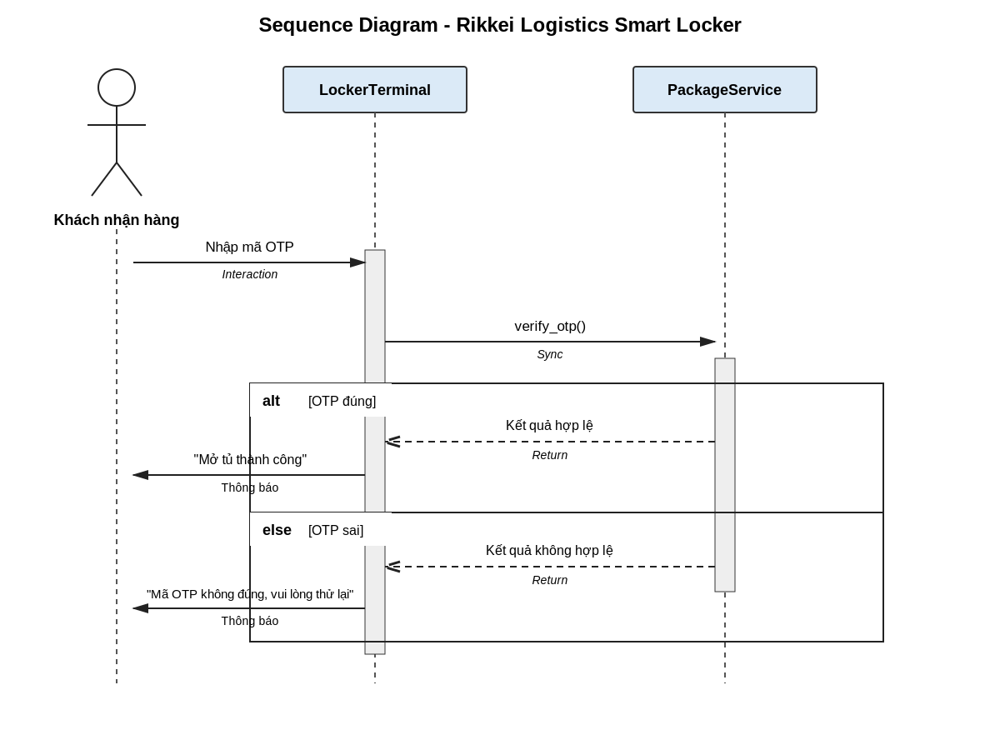 Sequence Diagram - Rikkei Logistics Smart Locker
LockerTerminal
PackageService
Khách nhận hàng
Nhập mã OTP
Interaction
verify_otp()
Sync
alt [OTP đúng]
Kết quả hợp lệ
Return
"Mở tủ thành công"
Thông báo
else [OTP sai]
Kết quả không hợp lệ
Return
"Mã OTP không đúng, vui lòng thử lại"
Thông báo